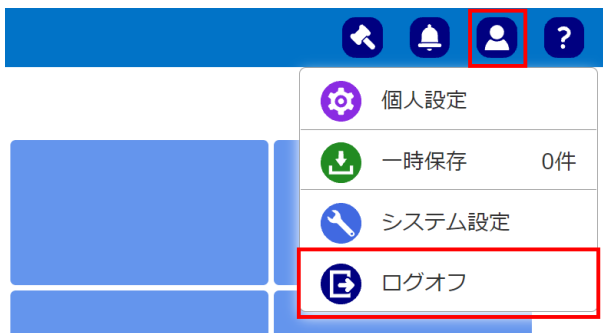 ?
個人設定
一時保存 0件
システム設定
ログオフ